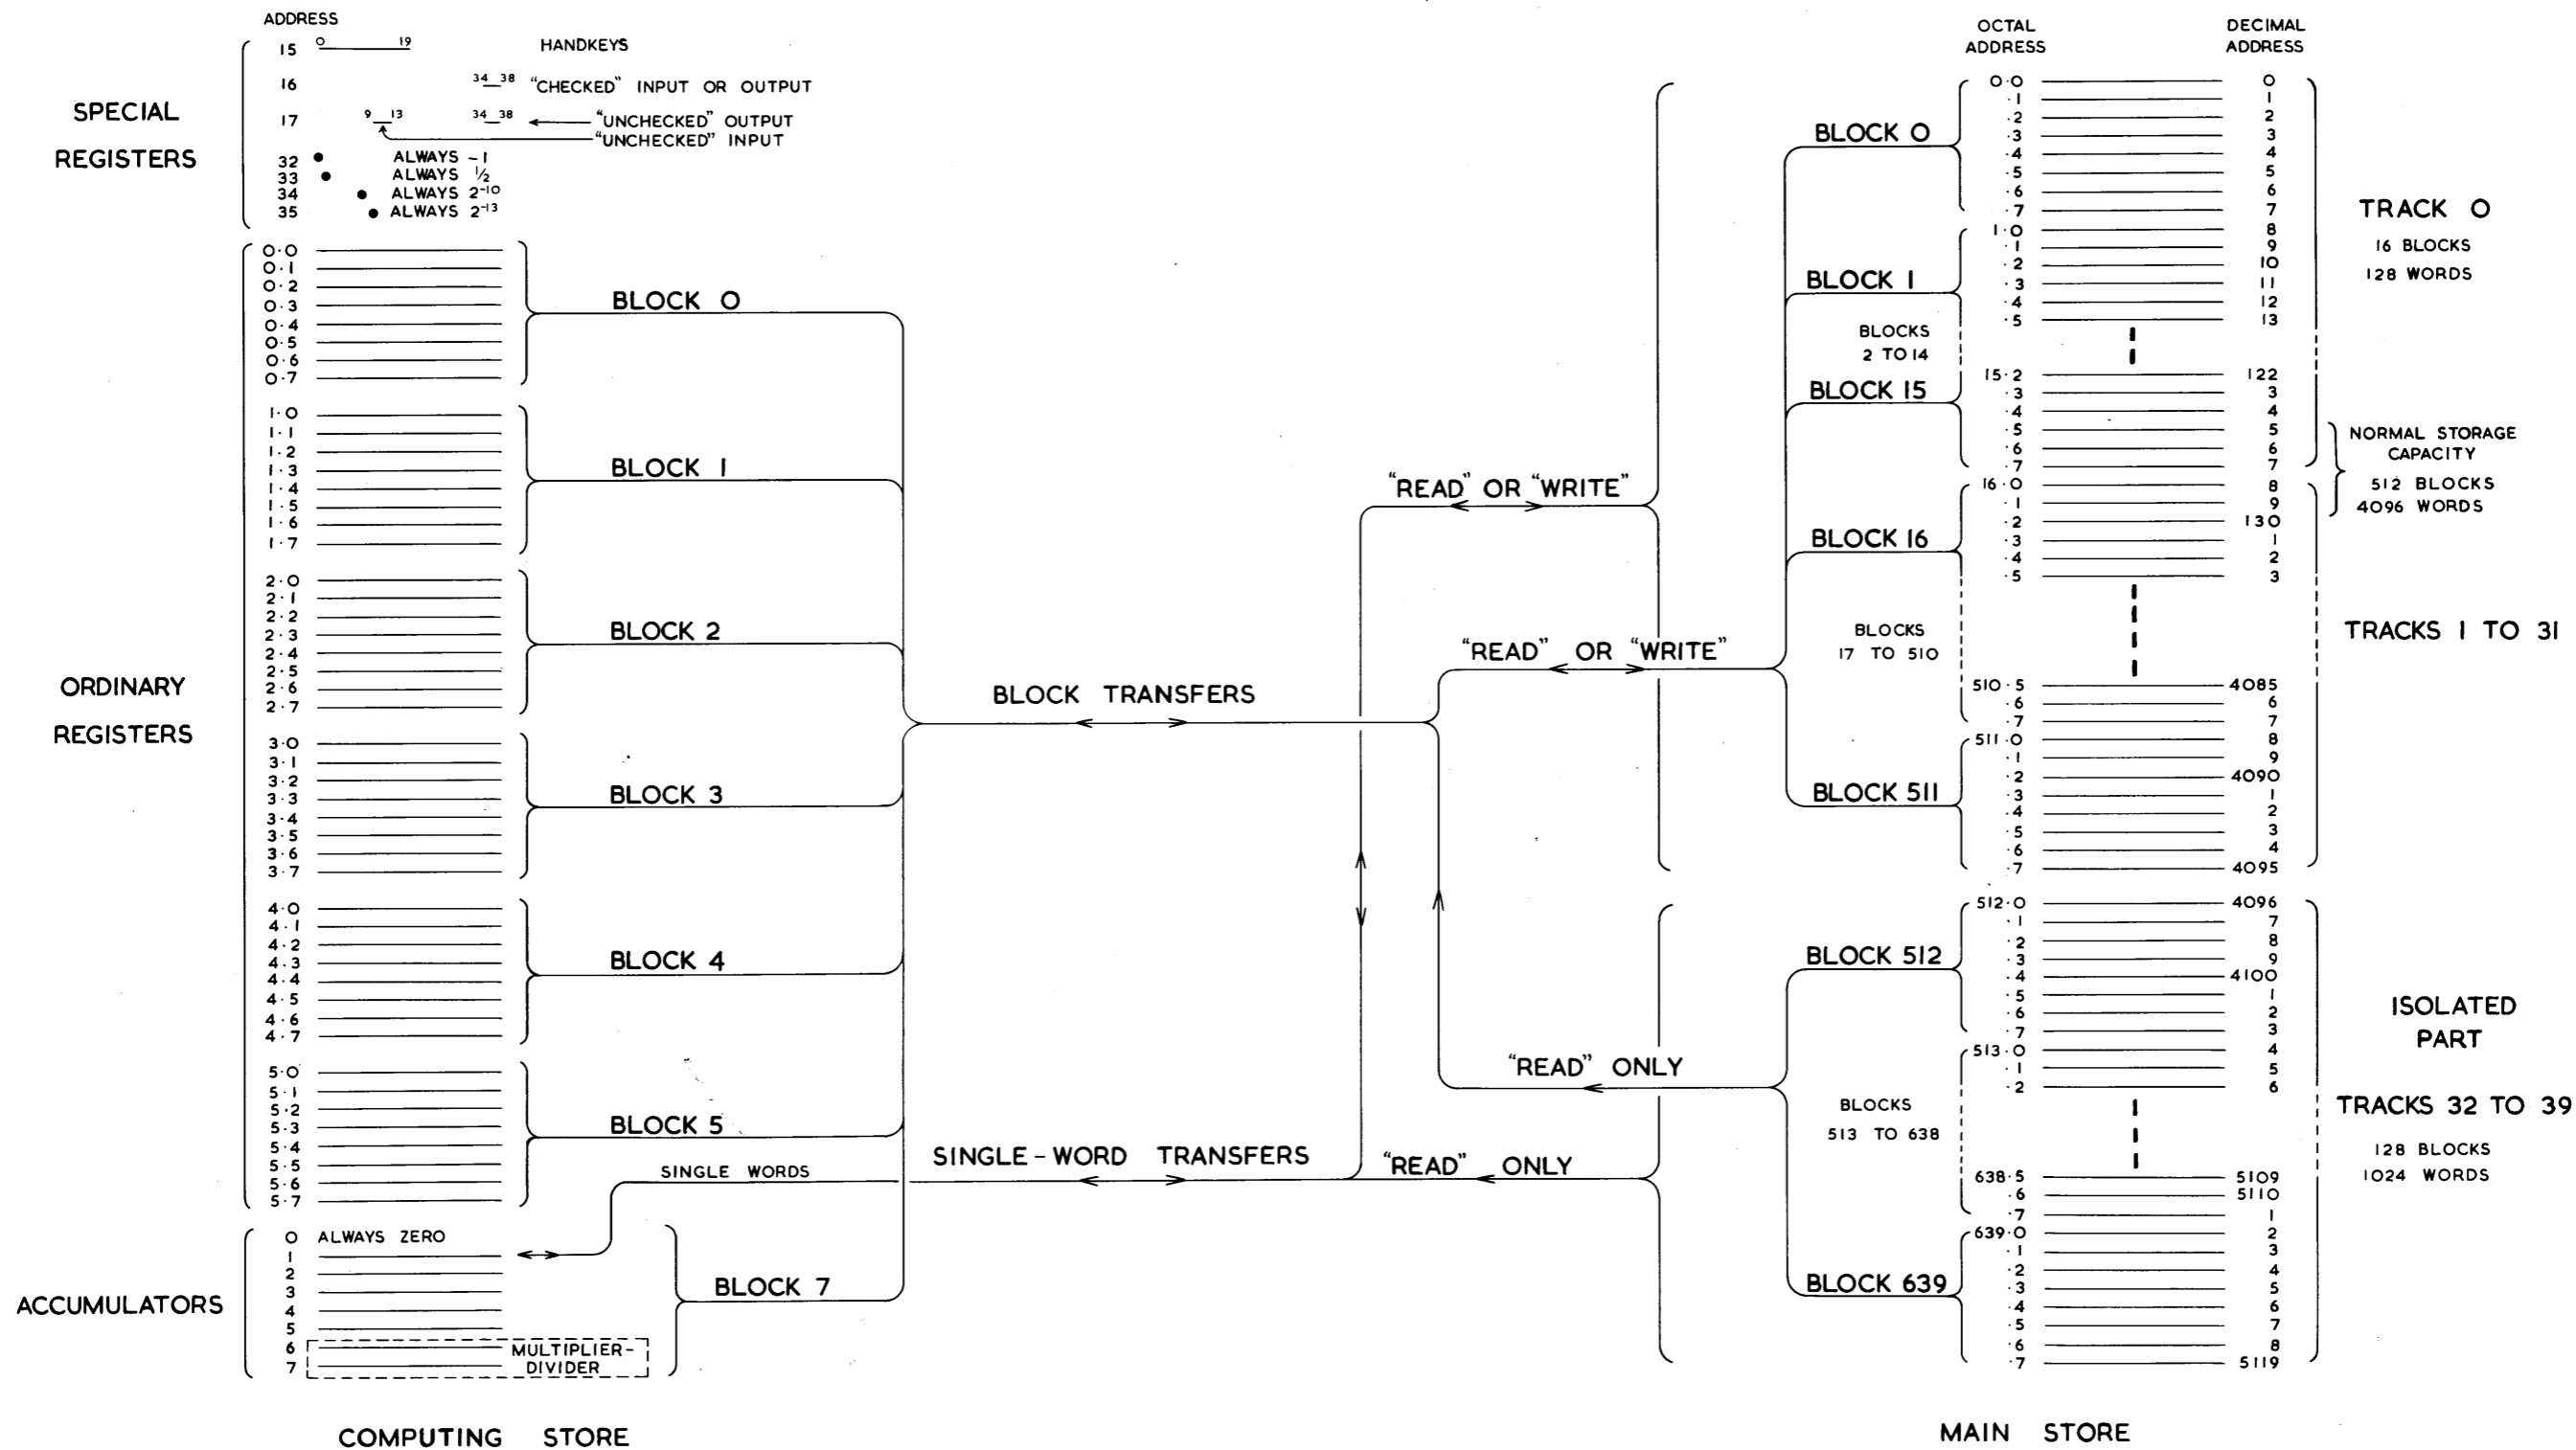 ADDRESS
SPECIAL
REGISTERS
15 0 19 HANDKEYS
16 34 38 “CHECKED” INPUT OR OUTPUT
17 9 13 34 38 “UNCHECKED” OUTPUT
“UNCHECKED” INPUT
32 ALWAYS -1
33 ALWAYS ½
34 ALWAYS 2-10
35 ALWAYS 2-13
ORDINARY
REGISTERS
0·0
0·1
0·2
0·3
0·4
0·5
0·6
0·7
BLOCK 0
1·0
1·1
1·2
1·3
1·4
1·5
1·6
1·7
BLOCK 1
2·0
2·1
2·2
2·3
2·4
2·5
2·6
2·7
BLOCK 2
3·0
3·1
3·2
3·3
3·4
3·5
3·6
3·7
BLOCK 3
4·0
4·1
4·2
4·3
4·4
4·5
4·6
4·7
BLOCK 4
5·0
5·1
5·2
5·3
5·4
5·5
5·6
5·7
BLOCK 5
SINGLE WORDS
ACCUMULATORS
0 ALWAYS ZERO
1
2
3
4
5
6 MULTIPLIER-
7 DIVIDER
BLOCK 7
COMPUTING STORE
BLOCK TRANSFERS
SINGLE-WORD TRANSFERS
“READ” OR “WRITE”
“READ” OR “WRITE”
“READ” ONLY
“READ” ONLY
OCTAL
ADDRESS
DECIMAL
ADDRESS
BLOCK 0
0·0 0
·1 1
·2 2
·3 3
·4 4
·5 5
·6 6
·7 7
BLOCK 1
1·0 8
·1 9
·2 10
·3 11
·4 12
·5 13
BLOCKS
2 TO 14
BLOCK 15
15·2 122
·3 3
·4 4
·5 5
·6 6
·7 7
BLOCK 16
16·0 8
·1 9
·2 130
·3 1
·4 2
·5 3
BLOCKS
17 TO 510
510·5 4085
·6 6
·7 7
BLOCK 511
511·0 8
·1 9
·2 4090
·3 1
·4 2
·5 3
·6 4
·7 4095
BLOCK 512
512·0 4096
·1 7
·2 8
·3 9
·4 4100
·5 1
·6 2
·7 3
513·0 4
·1 5
·2 6
BLOCKS
513 TO 638
638·5 5109
·6 5110
·7 1
BLOCK 639
639·0 2
·1 3
·2 4
·3 5
·4 6
·5 7
·6 8
·7 5119
TRACK 0
16 BLOCKS
128 WORDS
NORMAL STORAGE
CAPACITY
512 BLOCKS
4096 WORDS
TRACKS 1 TO 31
ISOLATED
PART
TRACKS 32 TO 39
128 BLOCKS
1024 WORDS
MAIN STORE